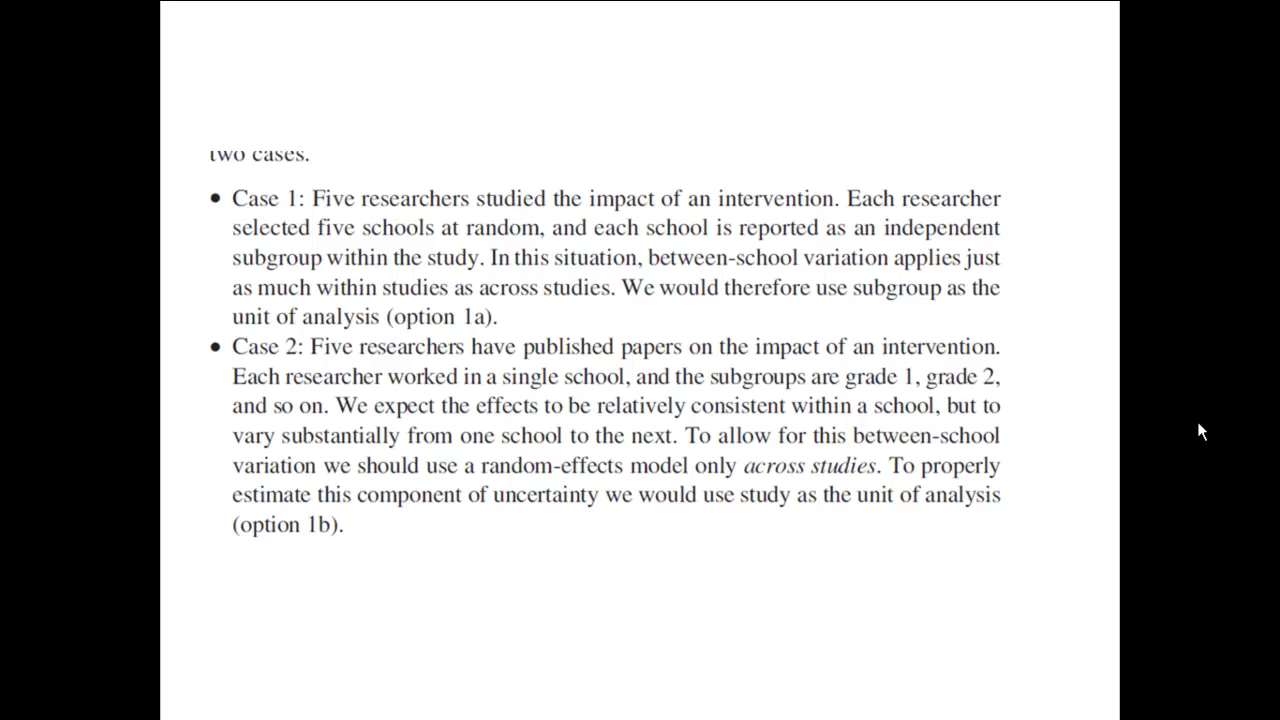 two cases.
• Case 1: Five researchers studied the impact of an intervention. Each researcher
selected five schools at random, and each school is reported as an independent
subgroup within the study. In this situation, between-school variation applies just
as much within studies as across studies. We would therefore use subgroup as the
unit of analysis (option 1a).
• Case 2: Five researchers have published papers on the impact of an intervention.
Each researcher worked in a single school, and the subgroups are grade 1, grade 2,
and so on. We expect the effects to be relatively consistent within a school, but to
vary substantially from one school to the next. To allow for this between-school
variation we should use a random-effects model only across studies. To properly
estimate this component of uncertainty we would use study as the unit of analysis
(option 1b).